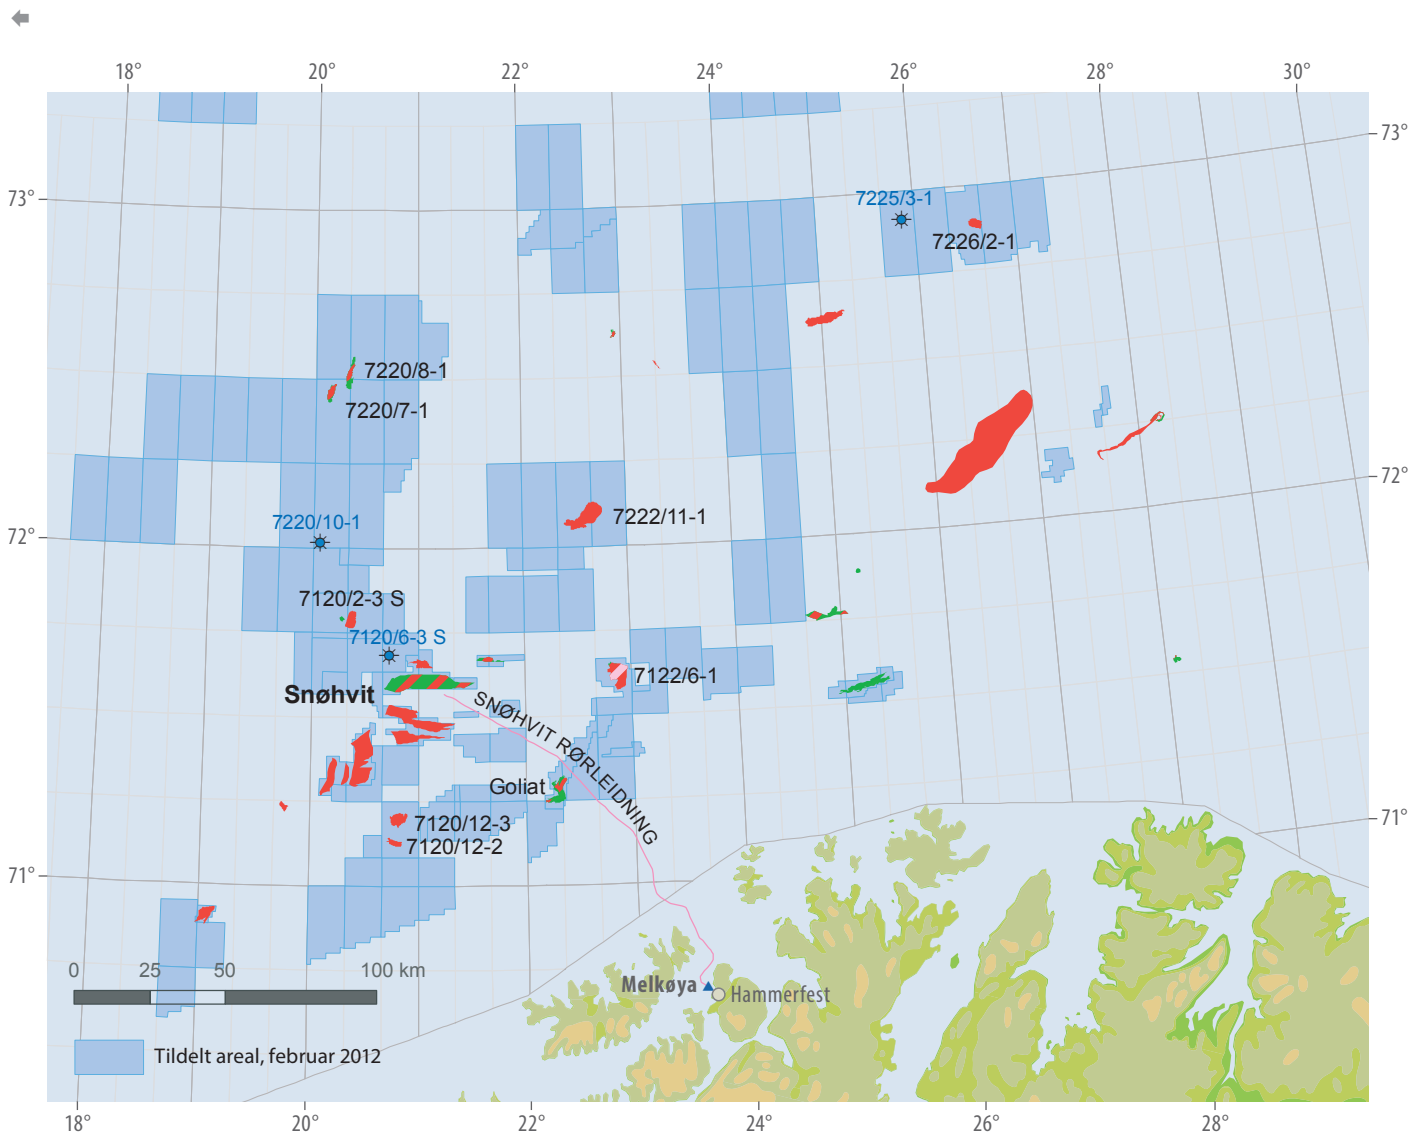 18° 20° 22° 24° 26° 28° 30°
73°
73°
7225/3-1
7226/2-1
7220/8-1
7220/7-1
72°
7222/11-1
7220/10-1
72°
7120/2-3 S
7120/6-3 S
7122/6-1
Snøhvit
SNØHVIT RØRLEIDNING
Goliat
71°
7120/12-3
7120/12-2
71°
0 25 50 100 km
Melkøya
Hammerfest
Tildelt areal, februar 2012
18° 20° 22° 24° 26° 28°